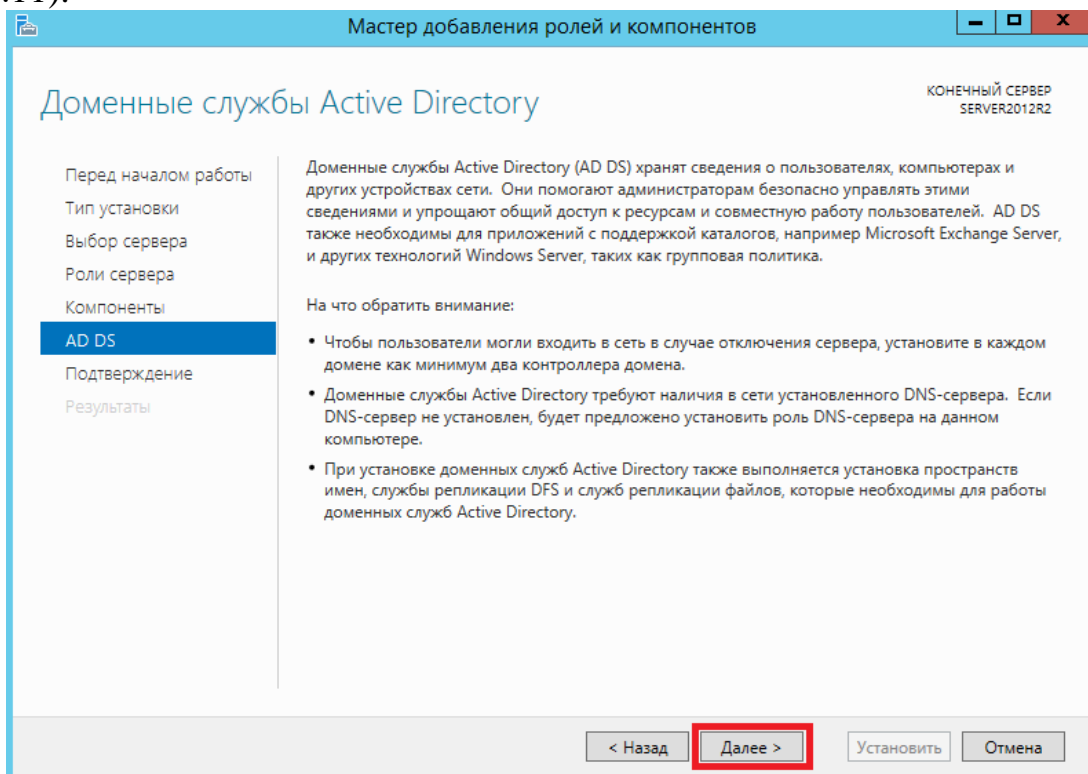 Мастер добавления ролей и компонентов
Доменные службы Active Directory
КОНЕЧНЫЙ СЕРВЕР
SERVER2012R2
Перед началом работы
Тип установки
Выбор сервера
Роли сервера
Компоненты
AD DS
Подтверждение
Результаты
Доменные службы Active Directory (AD DS) хранят сведения о пользователях, компьютерах и
других устройствах сети. Они помогают администраторам безопасно управлять этими
сведениями и упрощают общий доступ к ресурсам и совместную работу пользователей. AD DS
также необходимы для приложений с поддержкой каталогов, например Microsoft Exchange Server,
и других технологий Windows Server, таких как групповая политика.
На что обратить внимание:
• Чтобы пользователи могли входить в сеть в случае отключения сервера, установите в каждом
домене как минимум два контроллера домена.
• Доменные службы Active Directory требуют наличия в сети установленного DNS-сервера. Если
DNS-сервер не установлен, будет предложено установить роль DNS-сервера на данном
компьютере.
• При установке доменных служб Active Directory также выполняется установка пространств
имен, службы репликации DFS и служб репликации файлов, которые необходимы для работы
доменных служб Active Directory.
< Назад
Далее >
Установить
Отмена